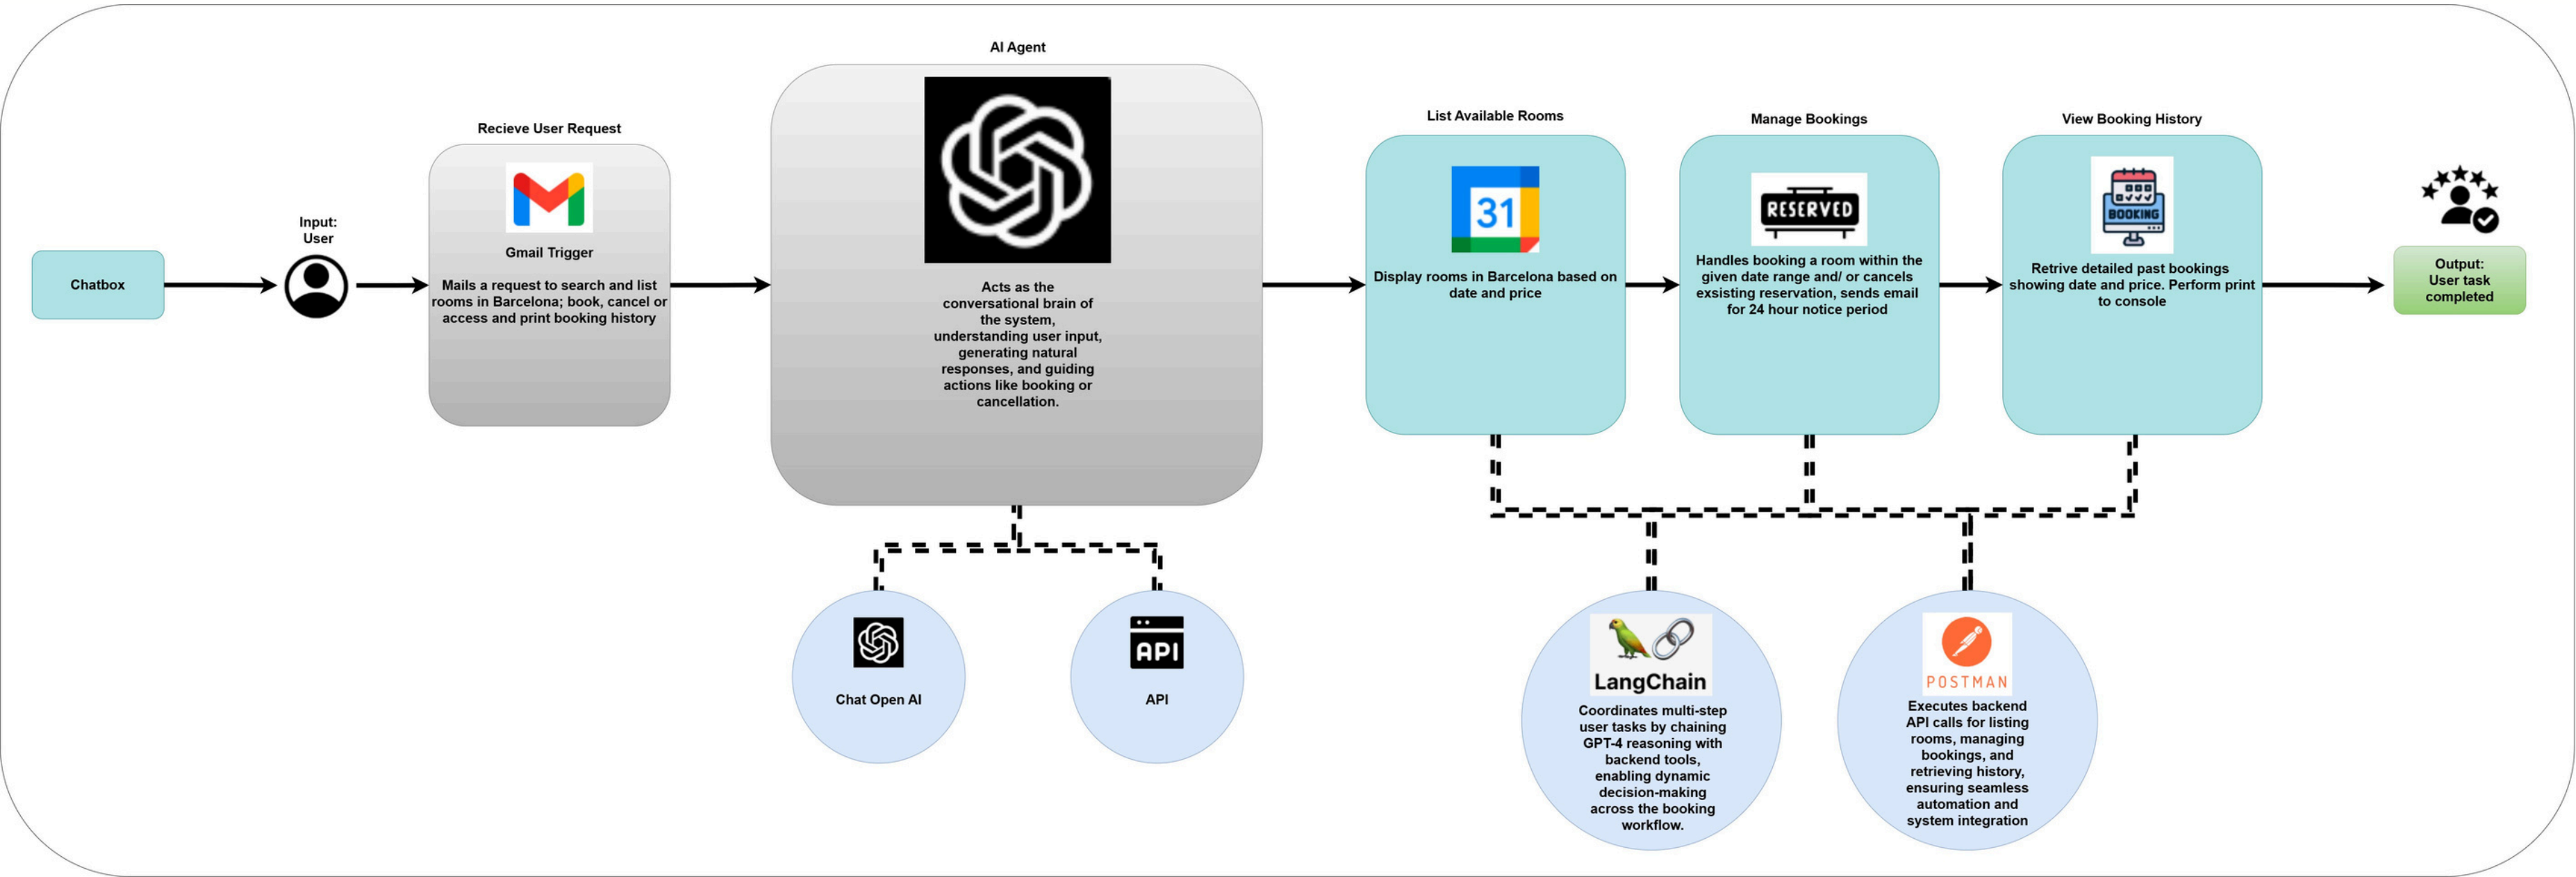 Chatbox
Input:
User
Recieve User Request
Gmail Trigger
Mails a request to search and list
rooms in Barcelona; book, cancel or
access and print booking history
AI Agent
Acts as the
conversational brain of
the system,
understanding user input,
generating natural
responses, and guiding
actions like booking or
cancellation.
Chat Open AI
API
API
List Available Rooms
31
Display rooms in Barcelona based on
date and price
Manage Bookings
RESERVED
Handles booking a room within the
given date range and/ or cancels
exsisting reservation, sends email
for 24 hour notice period
View Booking History
BOOKING
Retrive detailed past bookings
showing date and price. Perform print
to console
LangChain
Coordinates multi-step
user tasks by chaining
GPT-4 reasoning with
backend tools,
enabling dynamic
decision-making
across the booking
workflow.
POSTMAN
Executes backend
API calls for listing
rooms, managing
bookings, and
retrieving history,
ensuring seamless
automation and
system integration
Output:
User task
completed